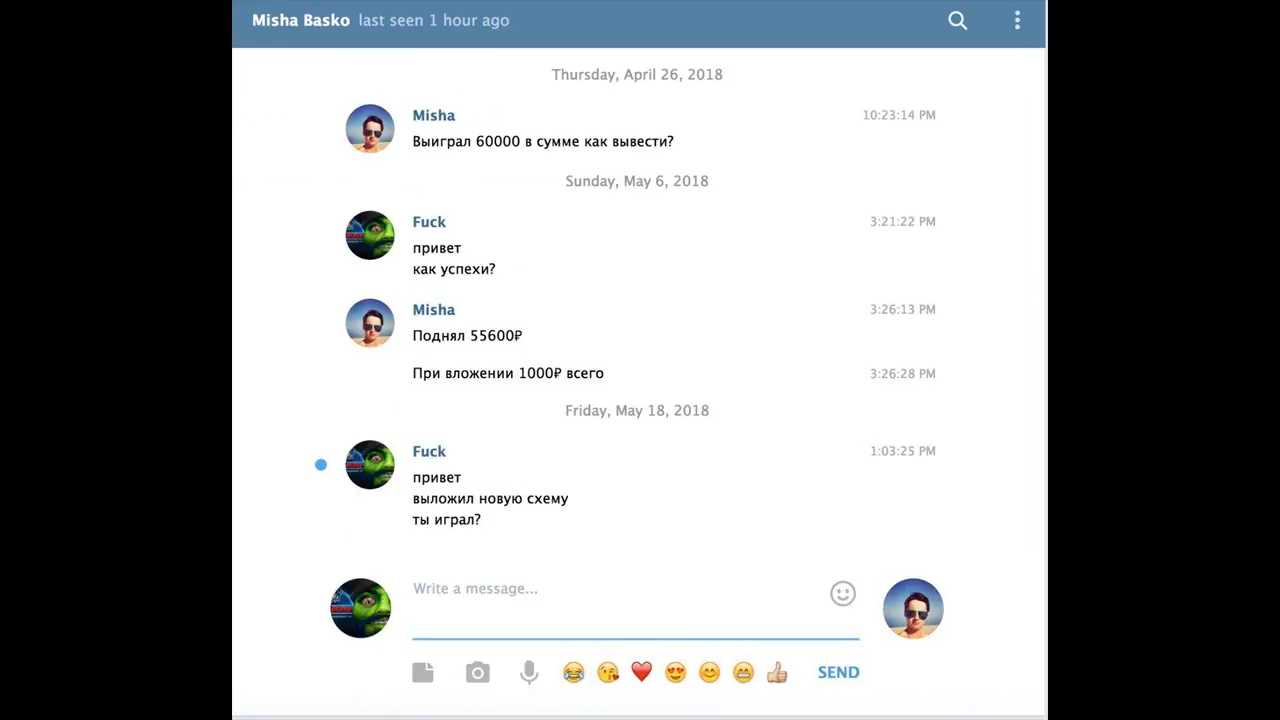 Misha Basko last seen 1 hour ago
Thursday, April 26, 2018
Misha 10:23:14 PM
Выиграл 60000 в сумме как вывести?
Sunday, May 6, 2018
Fuck 3:21:22 PM
привет
как успехи?
Misha 3:26:13 PM
Поднял 55600₽
При вложении 1000₽ всего 3:26:28 PM
Friday, May 18, 2018
Fuck 1:03:25 PM
привет
выложил новую схему
ты играл?
Write a message...
SEND